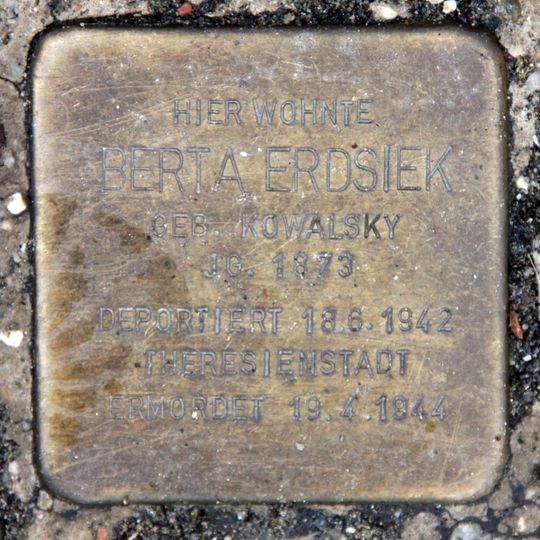 HIER WOHNTE
BERTA ERDSIEK
GEB. KOWALSKY
JG. 1873
DEPORTIERT 18.6.1942
THERESIENSTADT
ERMORDET 19.4.1944